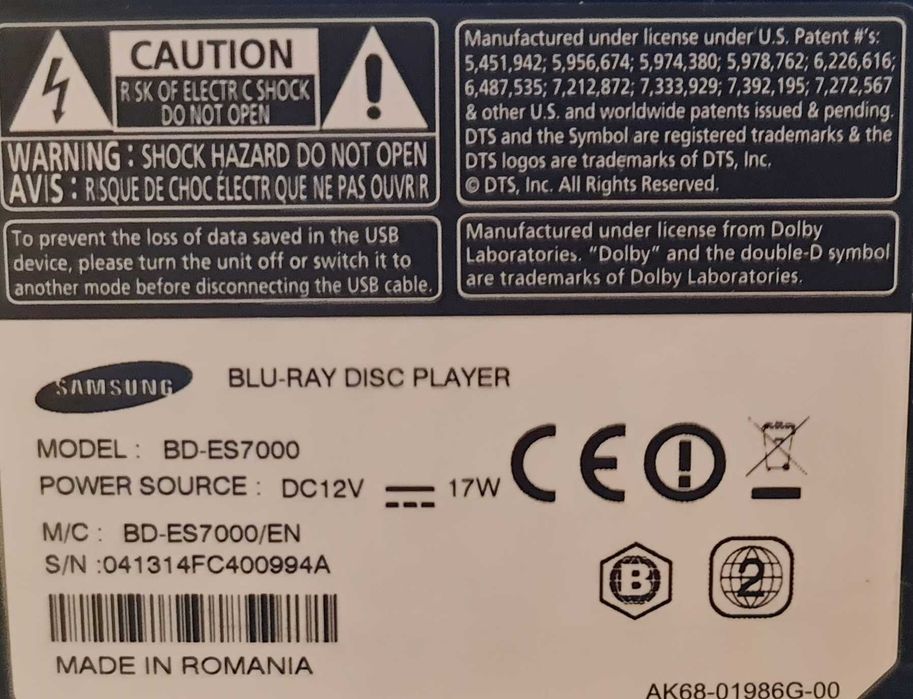 CAUTION
R SK OF ELECTR C SHOCK
DO NOT OPEN
WARNING : SHOCK HAZARD DO NOT OPEN
AVIS : R SQUE DE CHOC ÉLECTR QUE NE PAS OUVR R
To prevent the loss of data saved in the USB
device, please turn the unit off or switch it to
another mode before disconnecting the USB cable.
Manufactured under license under U.S. Patent #'s:
5,451,942; 5,956,674; 5,974,380; 5,978,762; 6,226,616;
6,487,535; 7,212,872; 7,333,929; 7,392,195; 7,272,567
& other U.S. and worldwide patents issued & pending.
DTS and the Symbol are registered trademarks & the
DTS logos are trademarks of DTS, Inc.
© DTS, Inc. All Rights Reserved.
Manufactured under license from Dolby
Laboratories. “Dolby” and the double-D symbol
are trademarks of Dolby Laboratories.
SAMSUNG
BLU-RAY DISC PLAYER
MODEL : BD-ES7000
POWER SOURCE : DC12V 17W
M/C : BD-ES7000/EN
S/N :041314FC400994A
MADE IN ROMANIA
CE
B
2
AK68-01986G-00